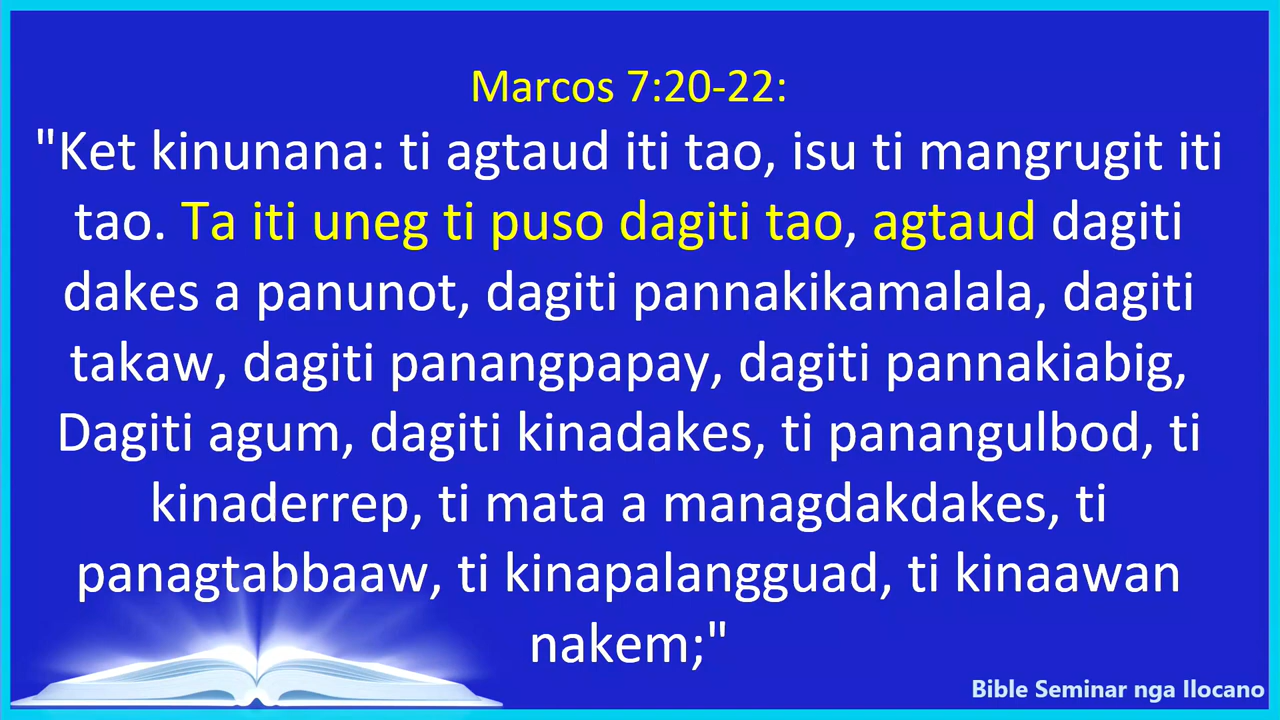 Marcos 7:20-22:
"Ket kinunana: ti agtaud iti tao, isu ti mangrugit iti
tao. Ta iti uneg ti puso dagiti tao, agtaud dagiti
dakes a panunot, dagiti pannakikamalala, dagiti
takaw, dagiti panangpapay, dagiti pannakiabig,
Dagiti agum, dagiti kinadakes, ti panangulbod, ti
kinaderrep, ti mata a managdakdakes, ti
panagtabbaaw, ti kinapalangguad, ti kinaawan
nakem;"
Bible Seminar nga Ilocano